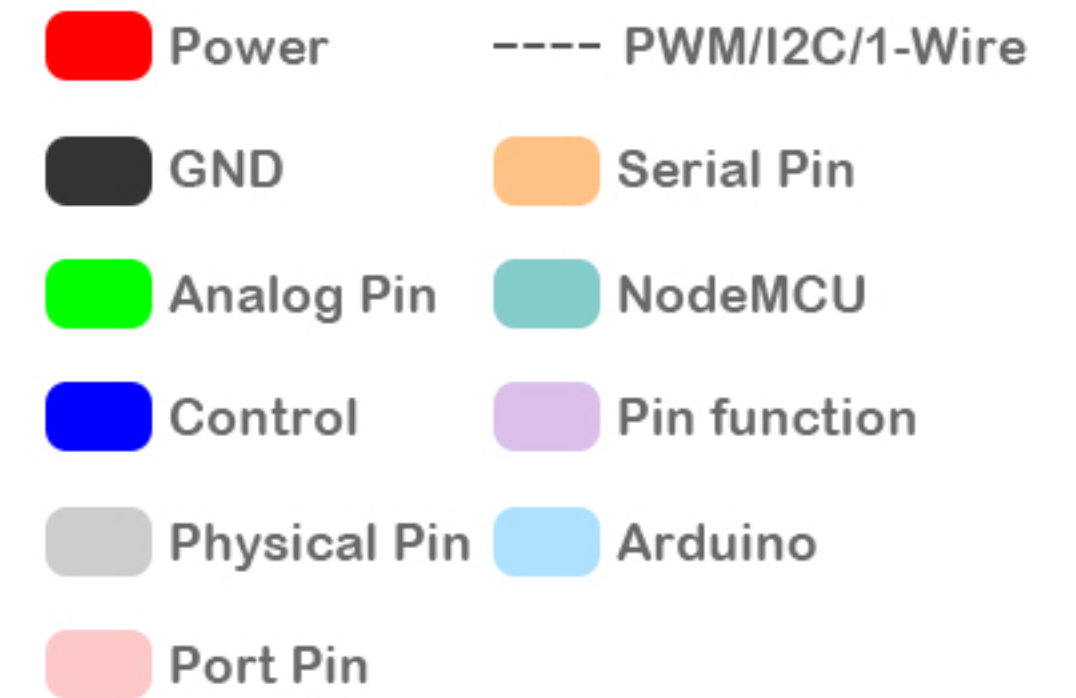 Power
PWM/I2C/1-Wire
GND
Serial Pin
Analog Pin
NodeMCU
Control
Pin function
Physical Pin
Arduino
Port Pin